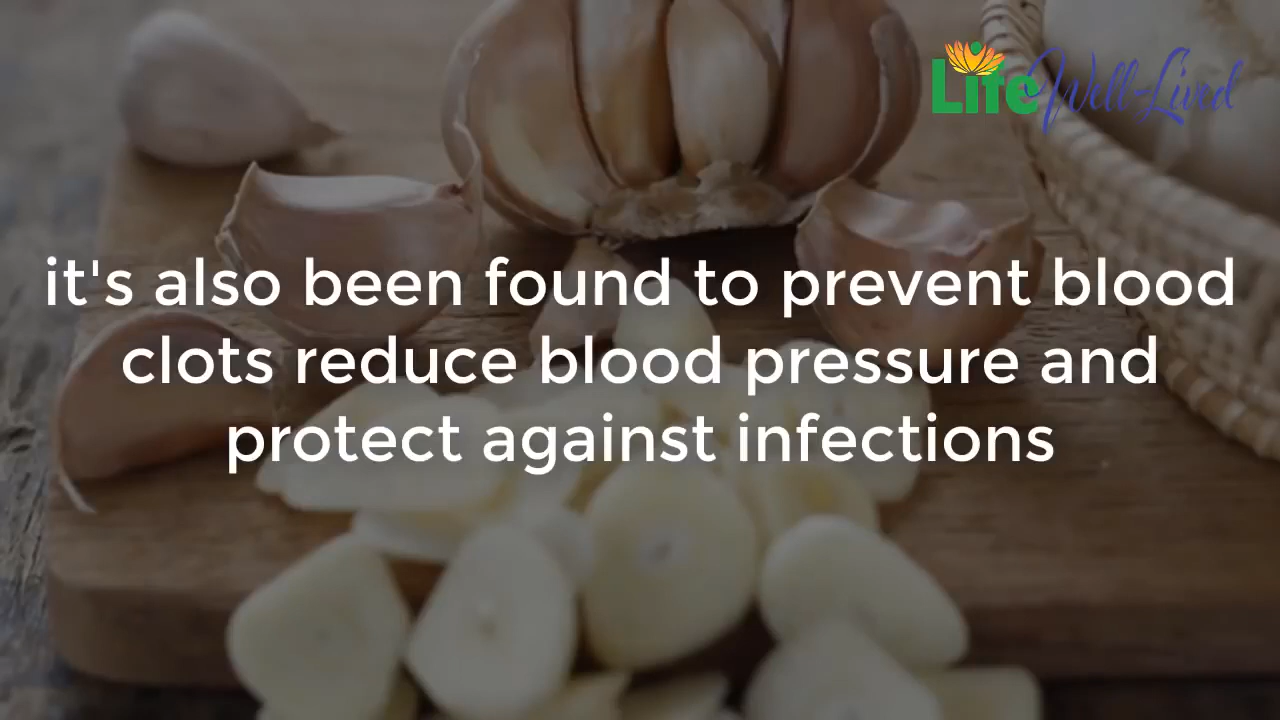 Life Well-Lived
it's also been found to prevent blood
clots reduce blood pressure and
protect against infections